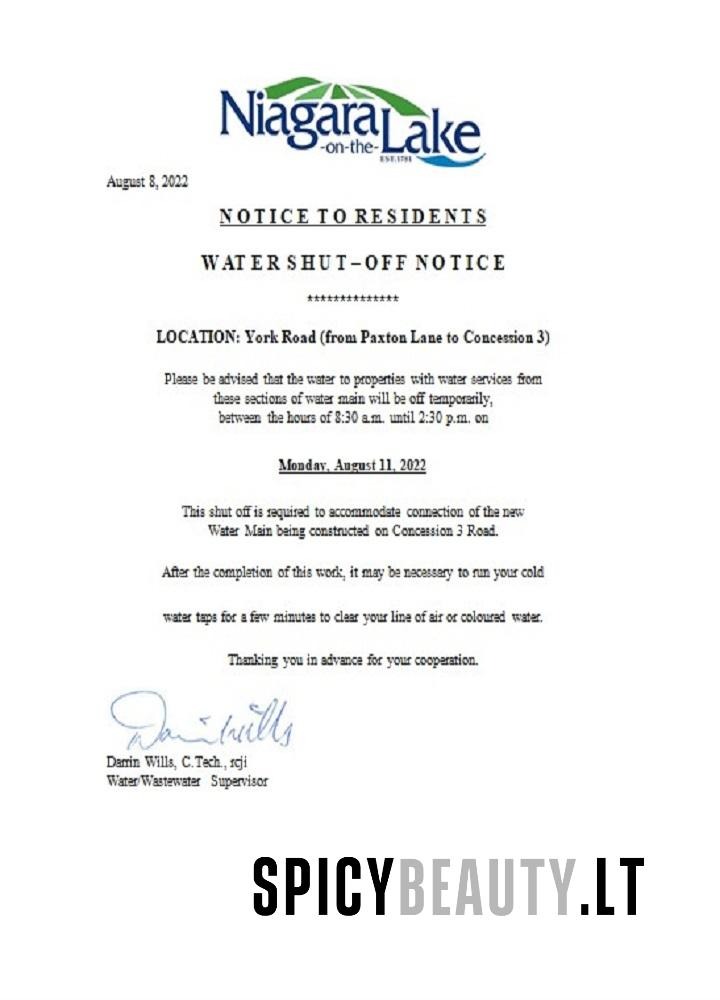 Niagara
-on-the-
Lake
EST. 1781
August 8, 2022
NOTICE TO RESIDENTS
WATER SHUT-OFF NOTICE
**************
LOCATION: York Road (from Paxton Lane to Concession 3)
Please be advised that the water to properties with water services from
these sections of water main will be off temporarily,
between the hours of 8:30 a.m. until 2:30 p.m. on
Monday, August 11, 2022
This shut off is required to accommodate connection of the new
Water Main being constructed on Concession 3 Road.
After the completion of this work, it may be necessary to run your cold
water taps for a few minutes to clear your line of air or coloured water.
Thanking you in advance for your cooperation.
Darrin Wills
Darrin Wills, C.Tech., rcji
Water/Wastewater Supervisor
SPICYBEAUTY.LT